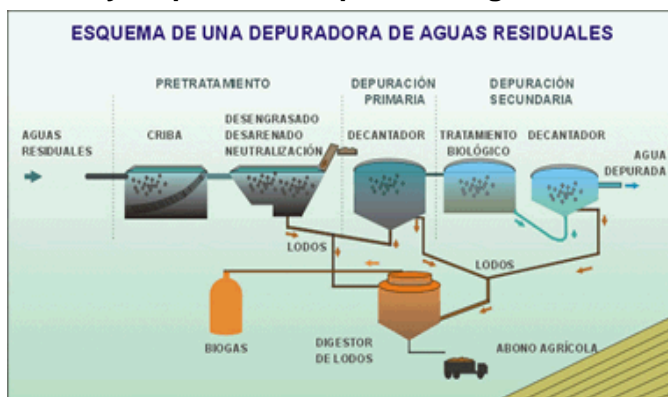 ESQUEMA DE UNA DEPURADORA DE AGUAS RESIDUALES
PRETRATAMIENTO
DEPURACIÓN
PRIMARIA
DEPURACIÓN
SECUNDARIA
AGUAS
RESIDUALES
CRIBA
DESENGRASADO
DESARENADO
NEUTRALIZACIÓN
DECANTADOR
TRATAMIENTO
BIOLÓGICO
DECANTADOR
AGUA
DEPURADA
LODOS
LODOS
BIOGAS
DIGESTOR
DE LODOS
ABONO AGRÍCOLA